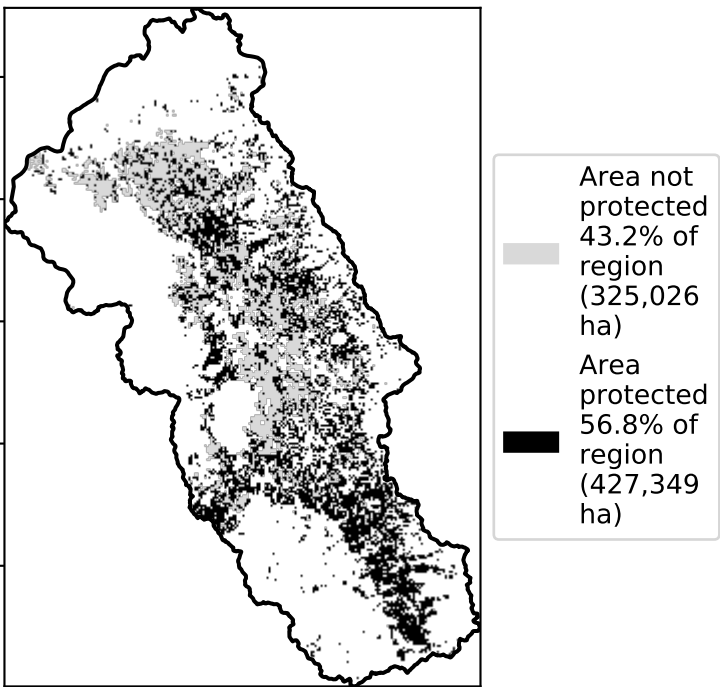 Area not
protected
43.2% of
region
(325,026
ha)
Area
protected
56.8% of
region
(427,349
ha)